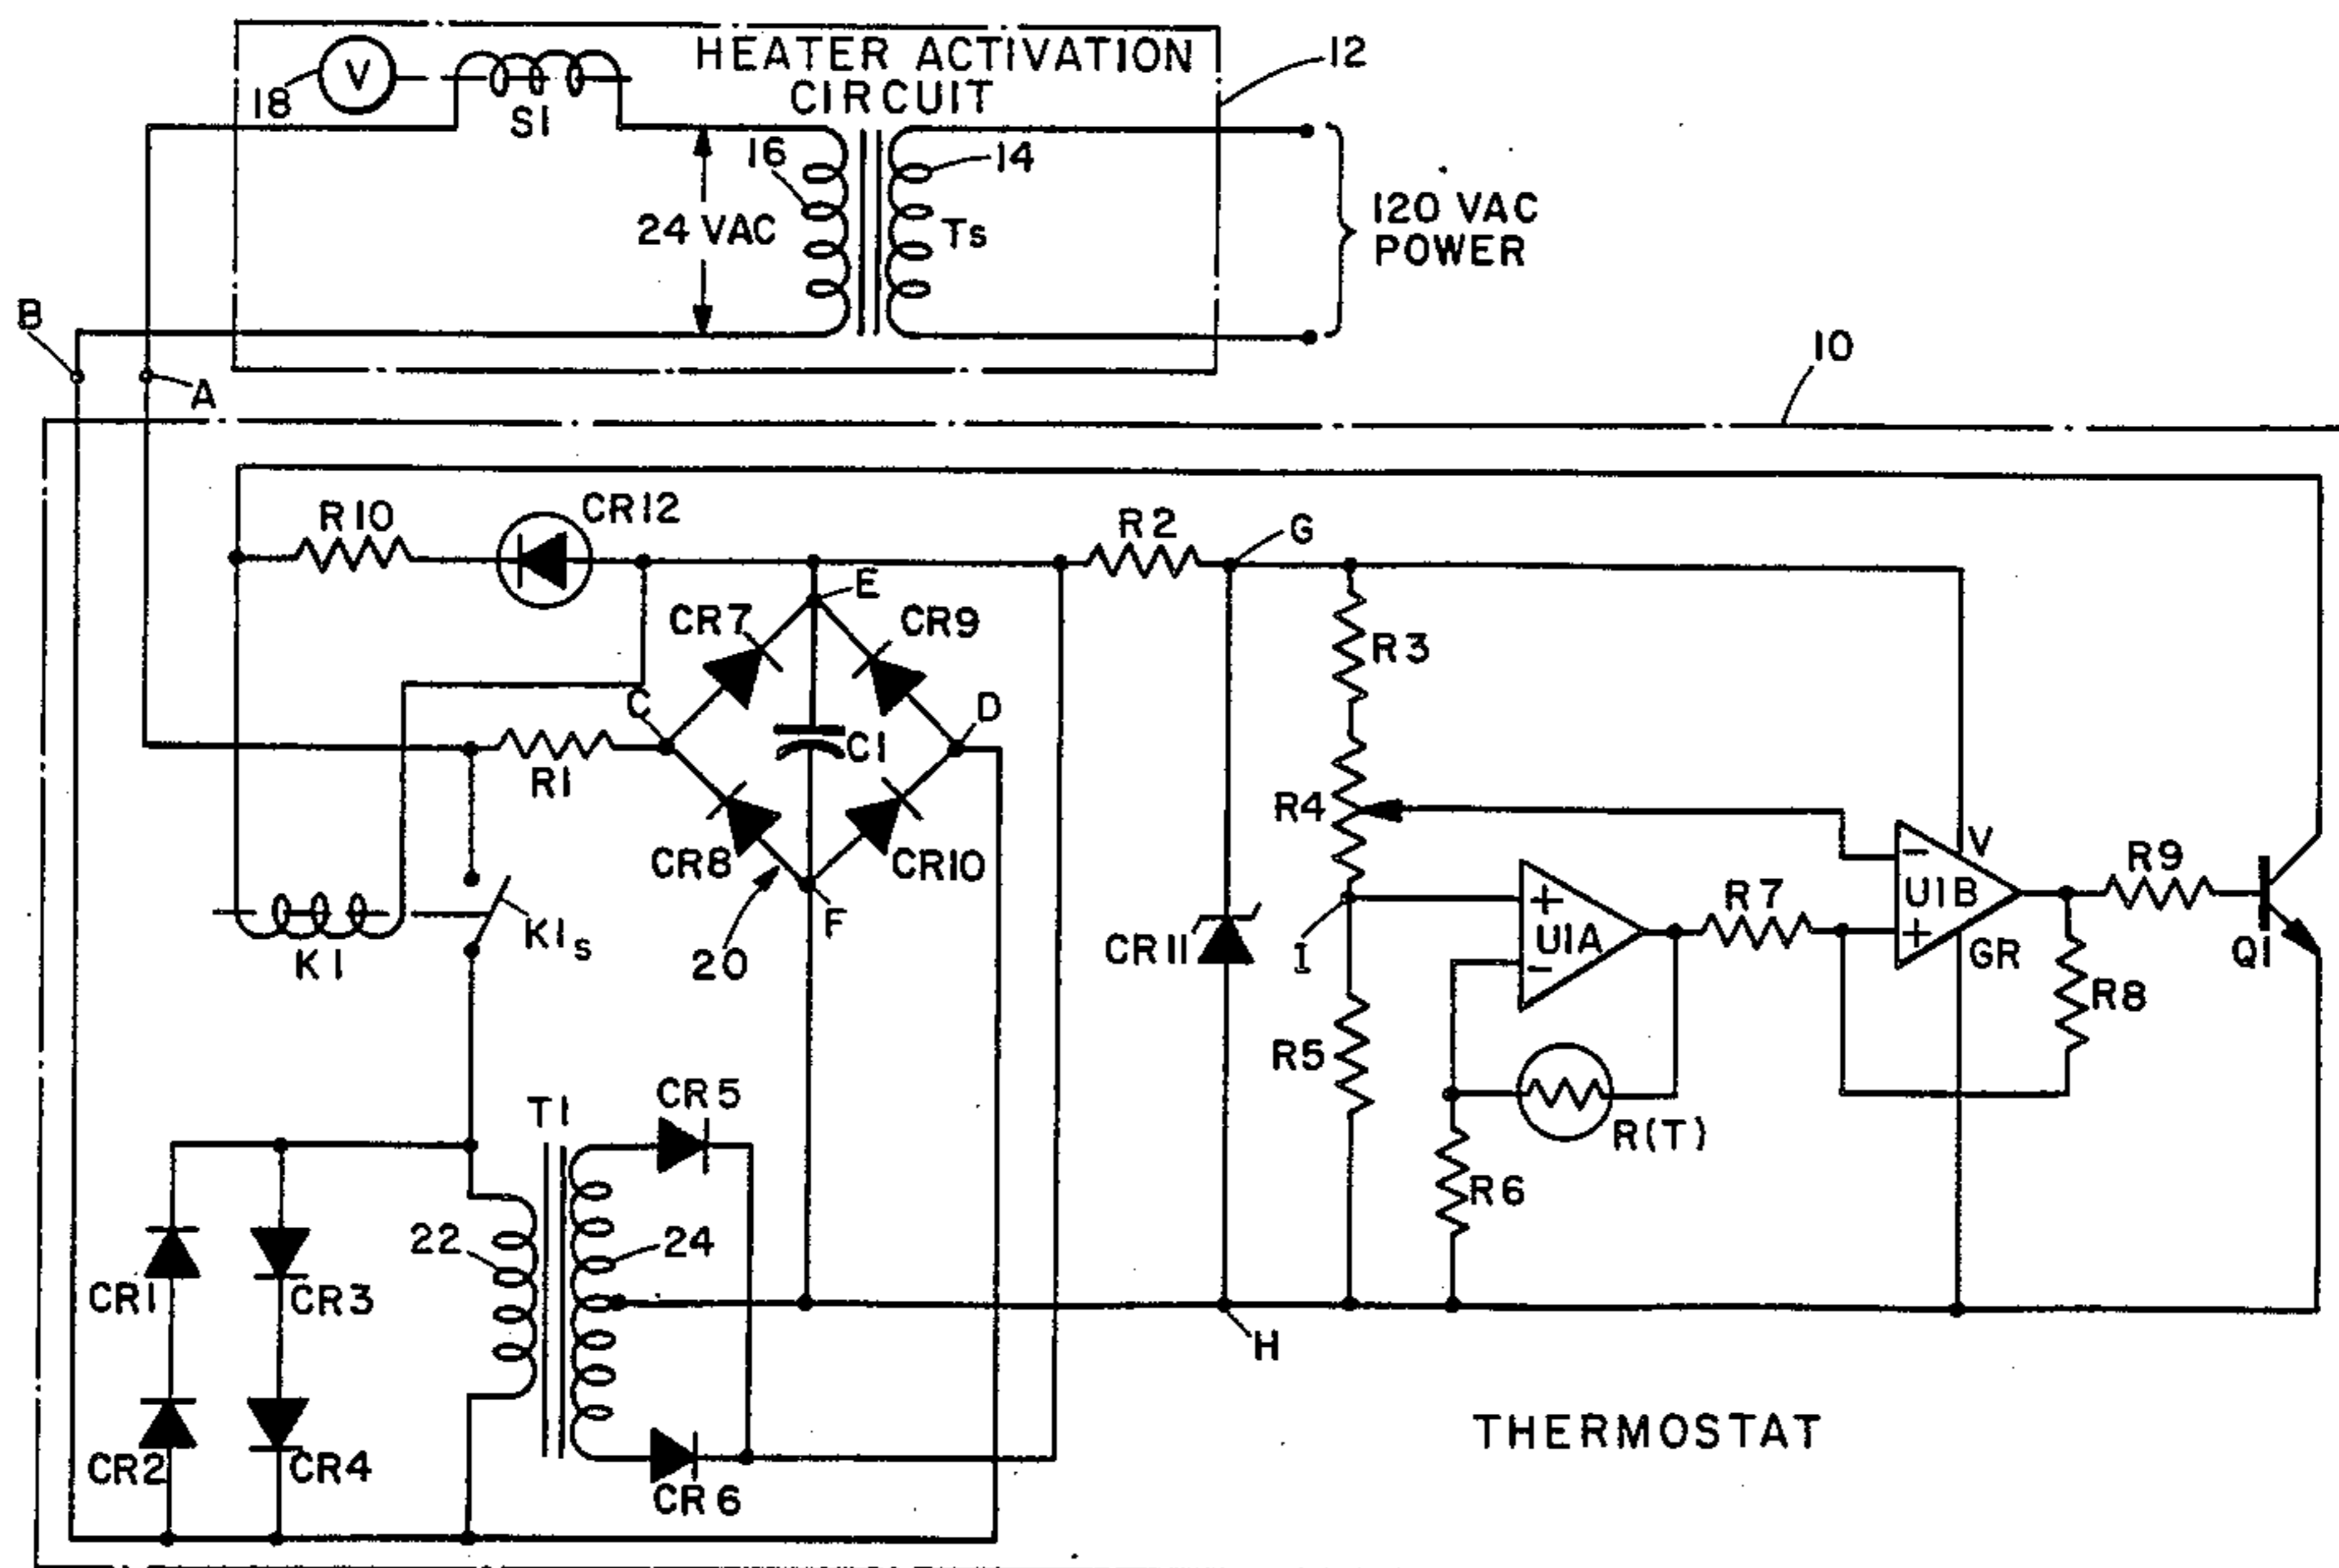 HEATER ACTIVATION
CIRCUIT
12
V
18
S1
16
14
24 VAC
Ts
120 VAC
POWER
B
A
10
R10
CR12
R2
G
E
CR7
CR9
R3
C
D
R1
C1
R4
CR8
CR10
V
U1B
R9
K1
K1s
20
F
CR11
I
U1A
R7
GR
Q1
R8
R5
R(T)
R6
T1
CR5
22
24
CR1
CR3
H
CR2
CR4
CR6
THERMOSTAT
+
-
-
+